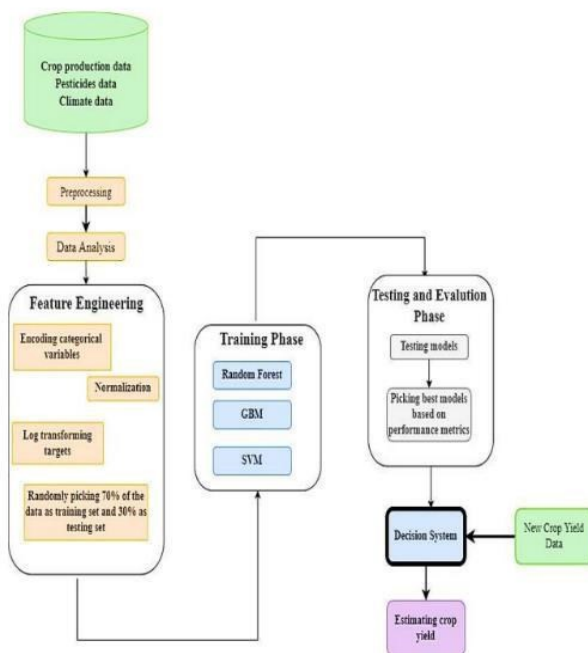 Crop production data
Pesticides data
Climate data
Preprocessing
Data Analysis
Feature Engineering
Encoding categorical
variables
Normalization
Log transforming
targets
Randomly picking 70% of the
data as training set and 30% as
testing set
Training Phase
Random Forest
GBM
SVM
Testing and Evalution
Phase
Testing models
Picking best models
based on
performance metrics
Decision System
New Crop Yield
Data
Estimating crop
yield